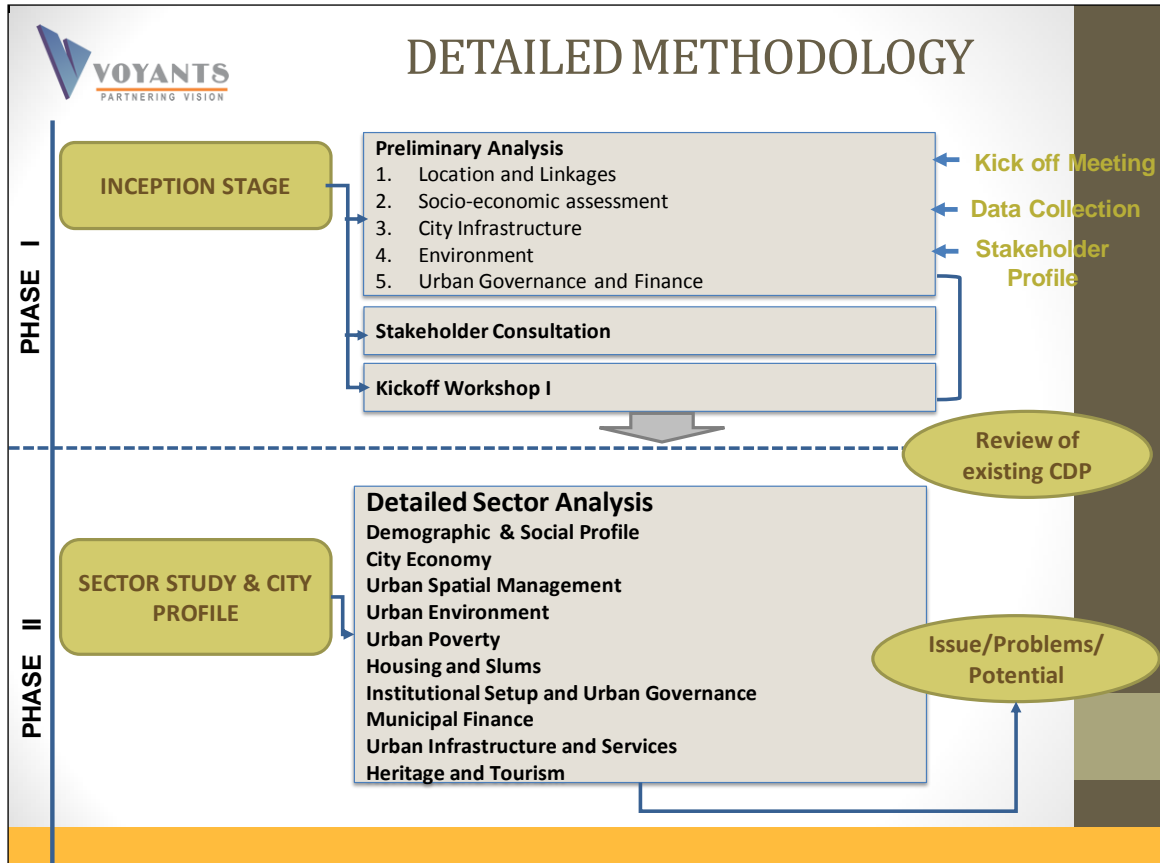 VOYANTS
PARTNERING VISION
DETAILED METHODOLOGY
PHASE I
INCEPTION STAGE
Preliminary Analysis
1. Location and Linkages
2. Socio-economic assessment
3. City Infrastructure
4. Environment
5. Urban Governance and Finance
Kick off Meeting
Data Collection
Stakeholder
Profile
Stakeholder Consultation
Kickoff Workshop I
Review of
existing CDP
PHASE II
SECTOR STUDY & CITY
PROFILE
Detailed Sector Analysis
Demographic & Social Profile
City Economy
Urban Spatial Management
Urban Environment
Urban Poverty
Housing and Slums
Institutional Setup and Urban Governance
Municipal Finance
Urban Infrastructure and Services
Heritage and Tourism
Issue/Problems/
Potential